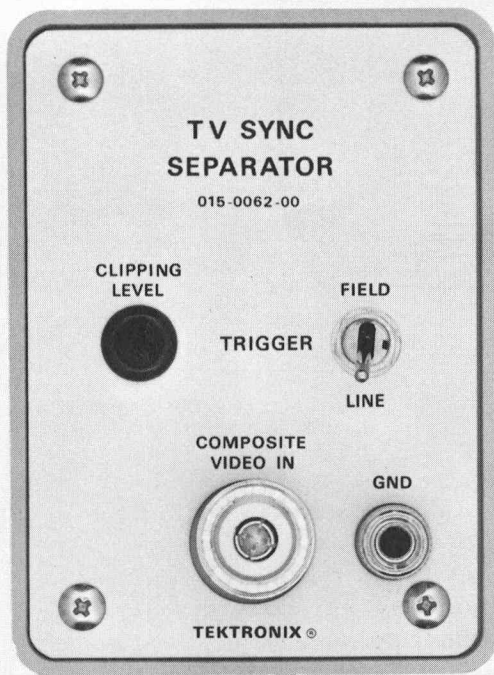 TV SYNC
SEPARATOR
015-0062-00
CLIPPING
LEVEL
FIELD
TRIGGER
LINE
COMPOSITE
VIDEO IN
GND
TEKTRONIX ®